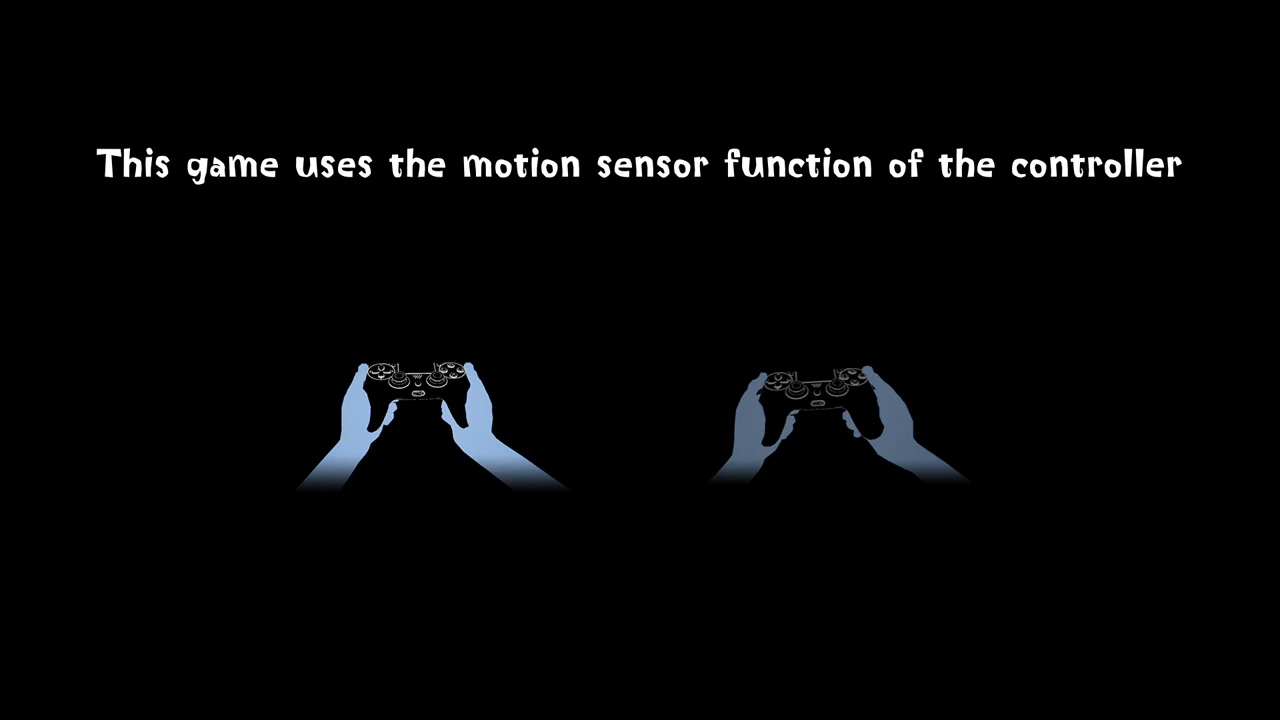 This game uses the motion sensor function of the controller